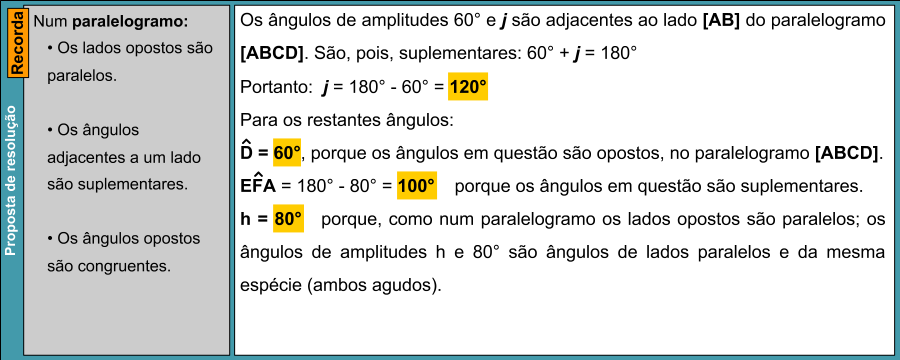 Recorda
Proposta de resolução
Num paralelogramo:
• Os lados opostos são
paralelos.
• Os ângulos
adjacentes a um lado
são suplementares.
• Os ângulos opostos
são congruentes.
Os ângulos de amplitudes 60° e j são adjacentes ao lado [AB] do paralelogramo
[ABCD]. São, pois, suplementares: 60° + j = 180°
Portanto: j = 180° - 60° = 120°
Para os restantes ângulos:
D̂ = 60°, porque os ângulos em questão são opostos, no paralelogramo [ABCD].
EF̂A = 180° - 80° = 100° porque os ângulos em questão são suplementares.
h = 80° porque, como num paralelogramo os lados opostos são paralelos; os
ângulos de amplitudes h e 80° são ângulos de lados paralelos e da mesma
espécie (ambos agudos).